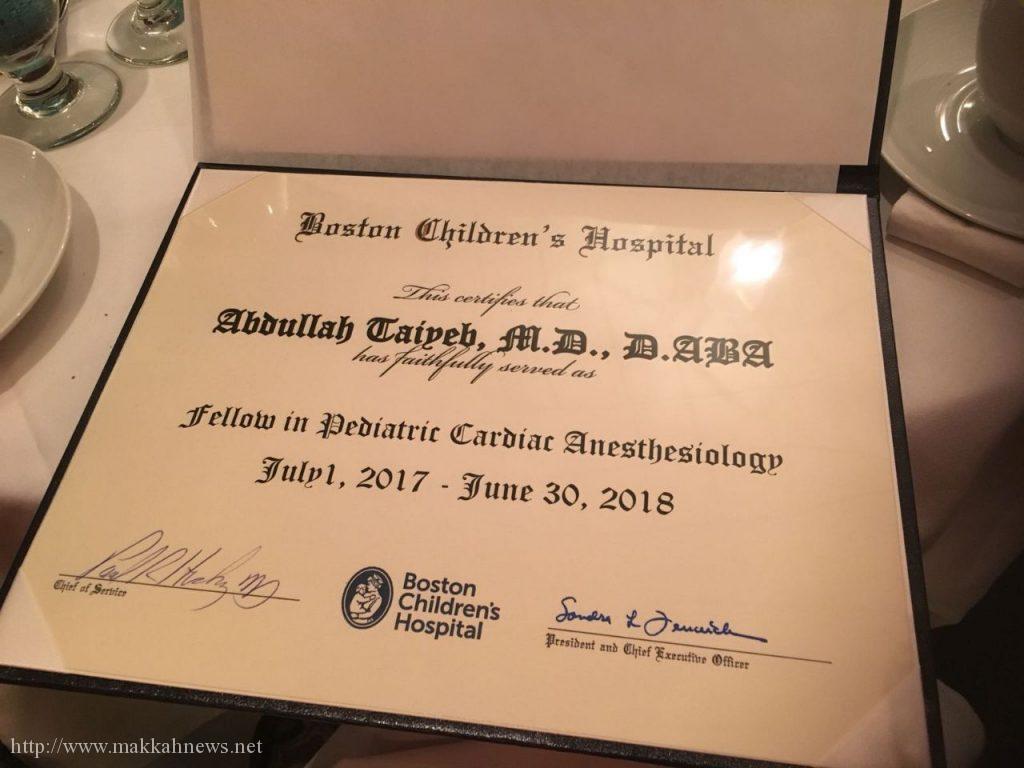 Boston Children's Hospital
This certifies that
Abdullah Taiyeb, M.D., D.ABA
has faithfully served as
Fellow in Pediatric Cardiac Anesthesiology
July1, 2017 - June 30, 2018
Chief of Service
Boston
Children's
Hospital
Sandra L Fenwick
President and Chief Executive Officer
http://www.makkahnews.net